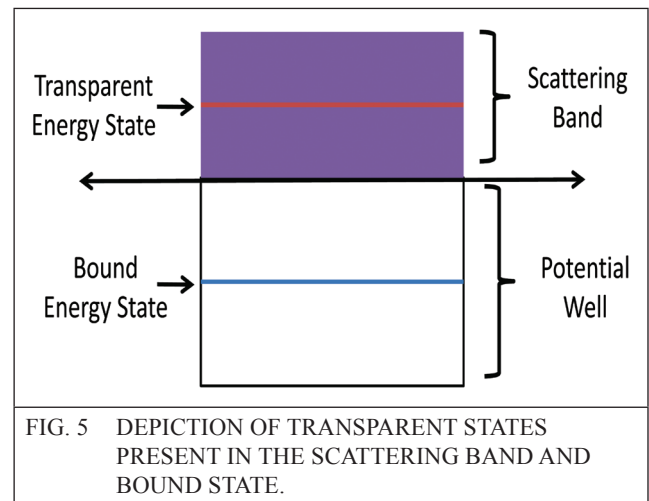 Transparent
Energy State
Scattering
Band
Bound
Energy State
Potential
Well
FIG. 5 DEPICTION OF TRANSPARENT STATES
PRESENT IN THE SCATTERING BAND AND
BOUND STATE.